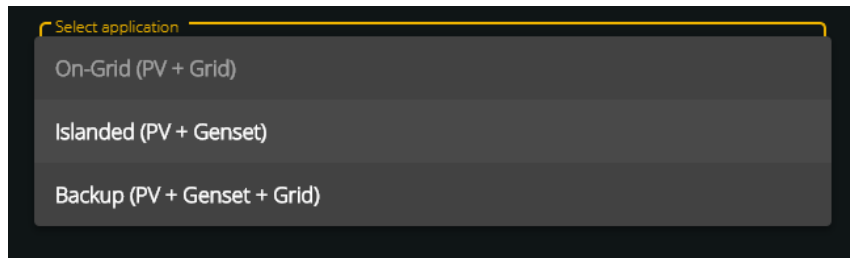 Select application
On-Grid (PV + Grid)
Islanded (PV + Genset)
Backup (PV + Genset + Grid)